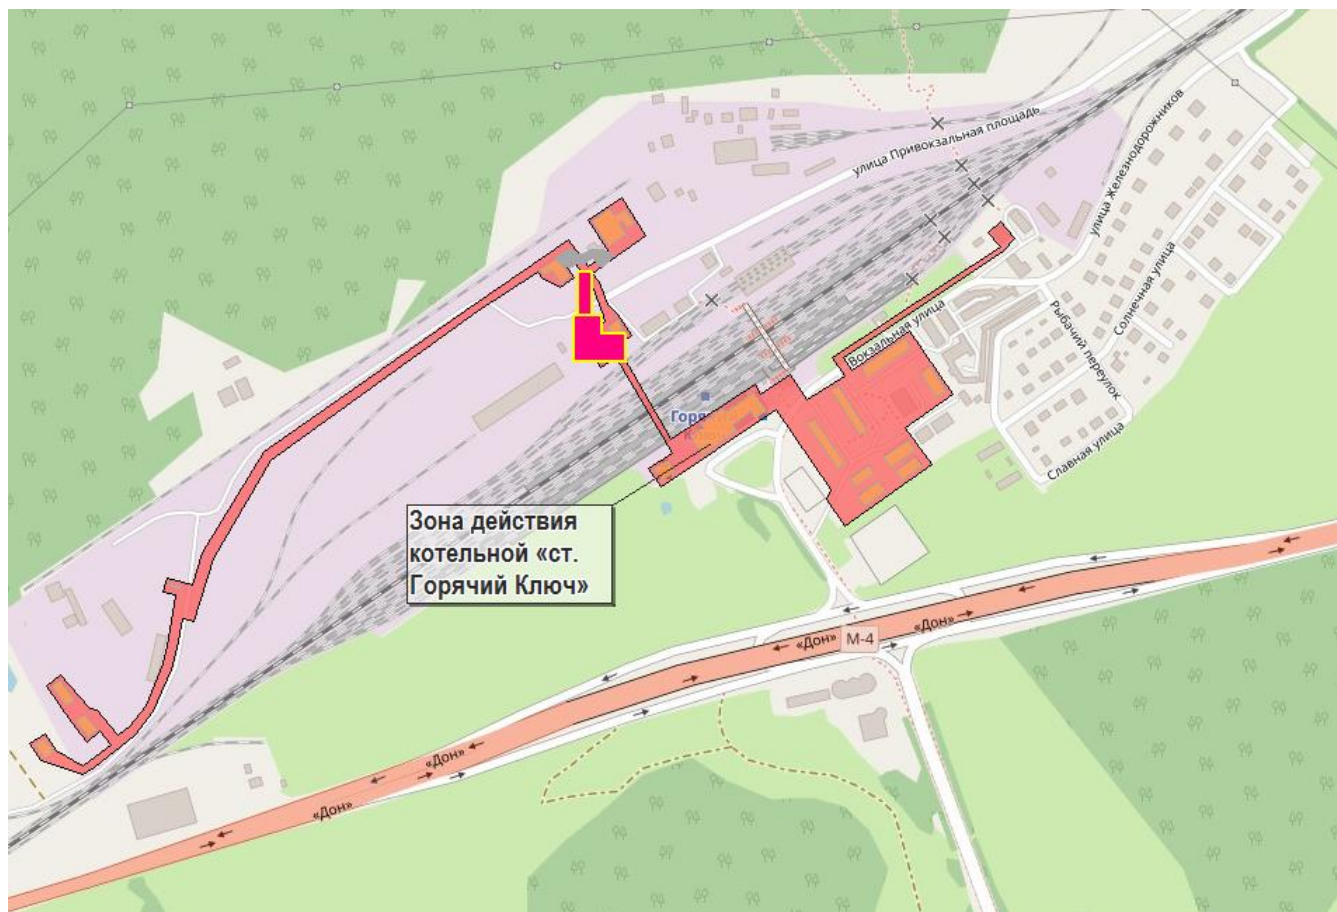 улица Привокзальная площадь
улица Железнодорожников
Солнечная улица
Вокзальная улица
Рыбачий переулок
Славная улица
Зона действия
котельной «ст.
Горячий Ключ»
«Дон»
М-4
«Дон»
«Дон»
«Дон»